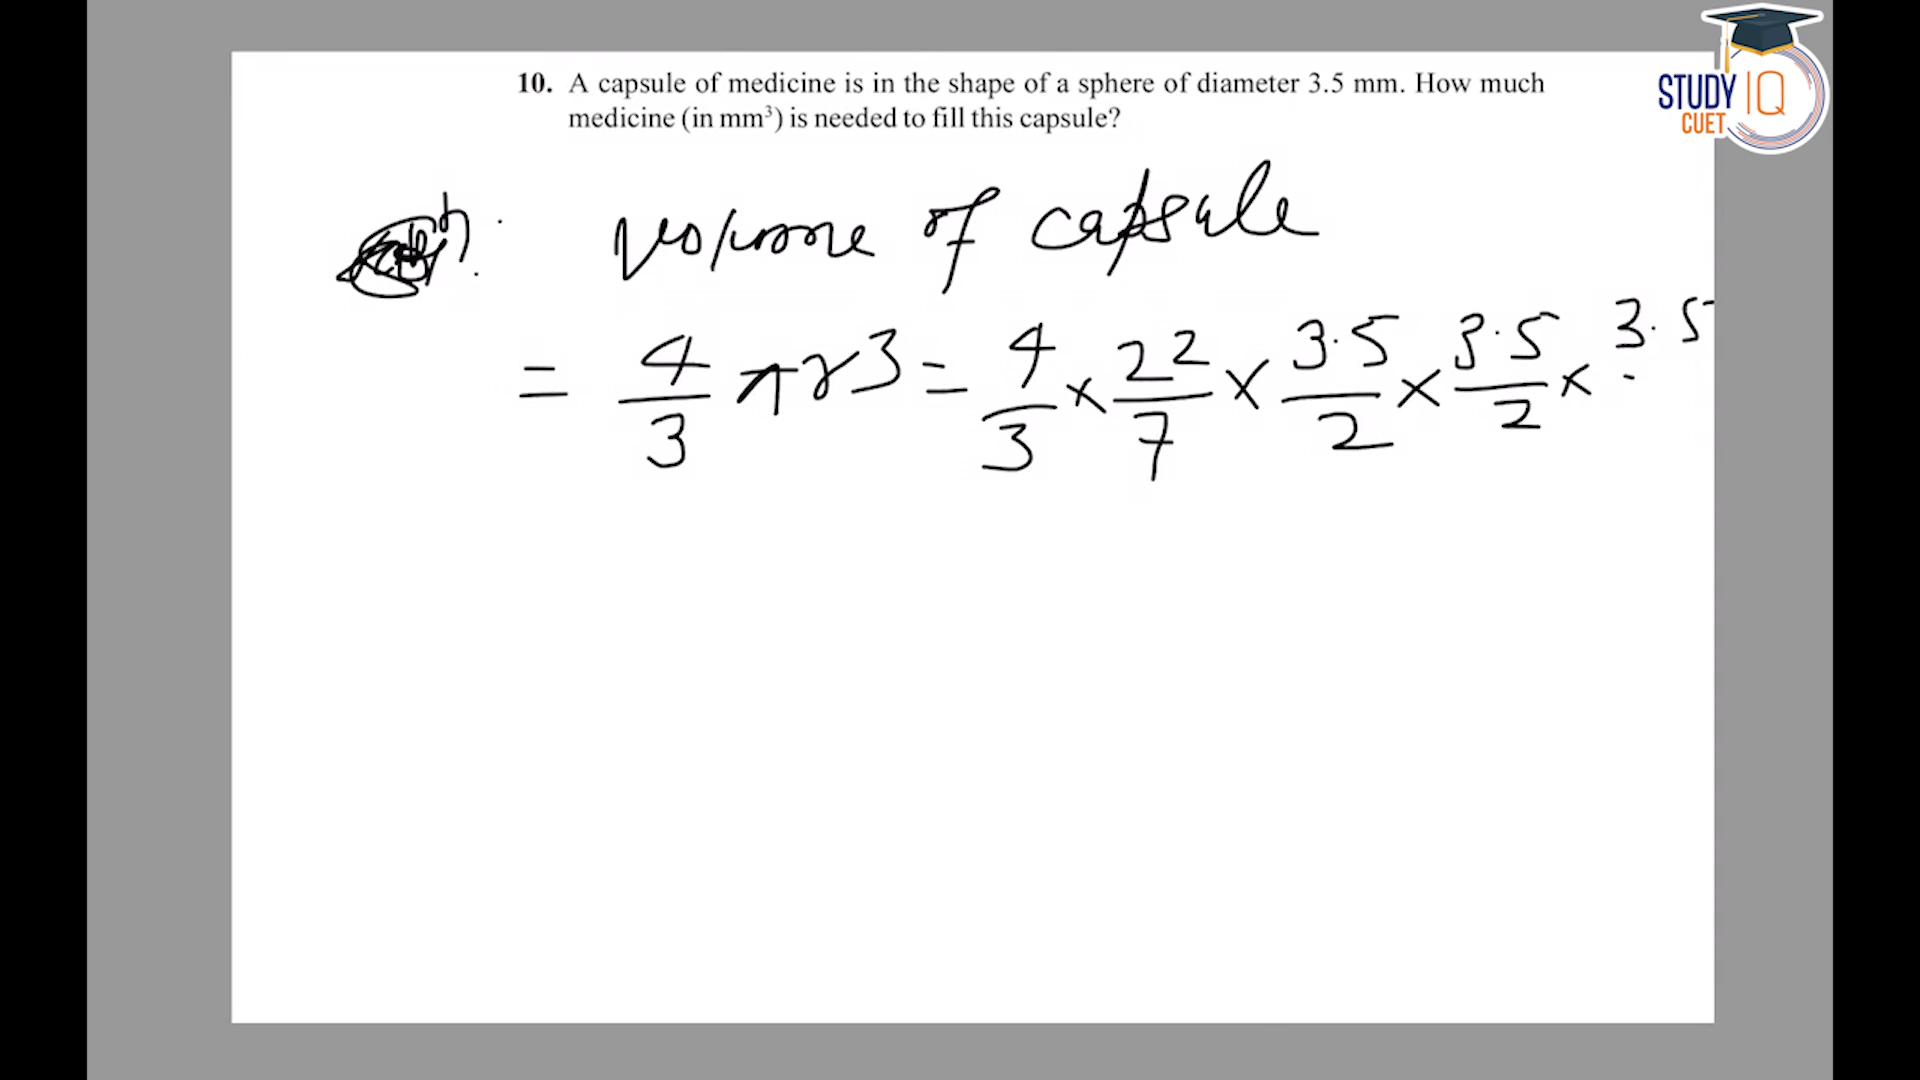 10. A capsule of medicine is in the shape of a sphere of diameter 3.5 mm. How much
medicine (in mm³) is needed to fill this capsule?
STUDY IQ
CUET
volume of capsule
= 4/3 πr3 = 4/3 × 22/7 × 3.5/2 × 3.5/2 × 3.5